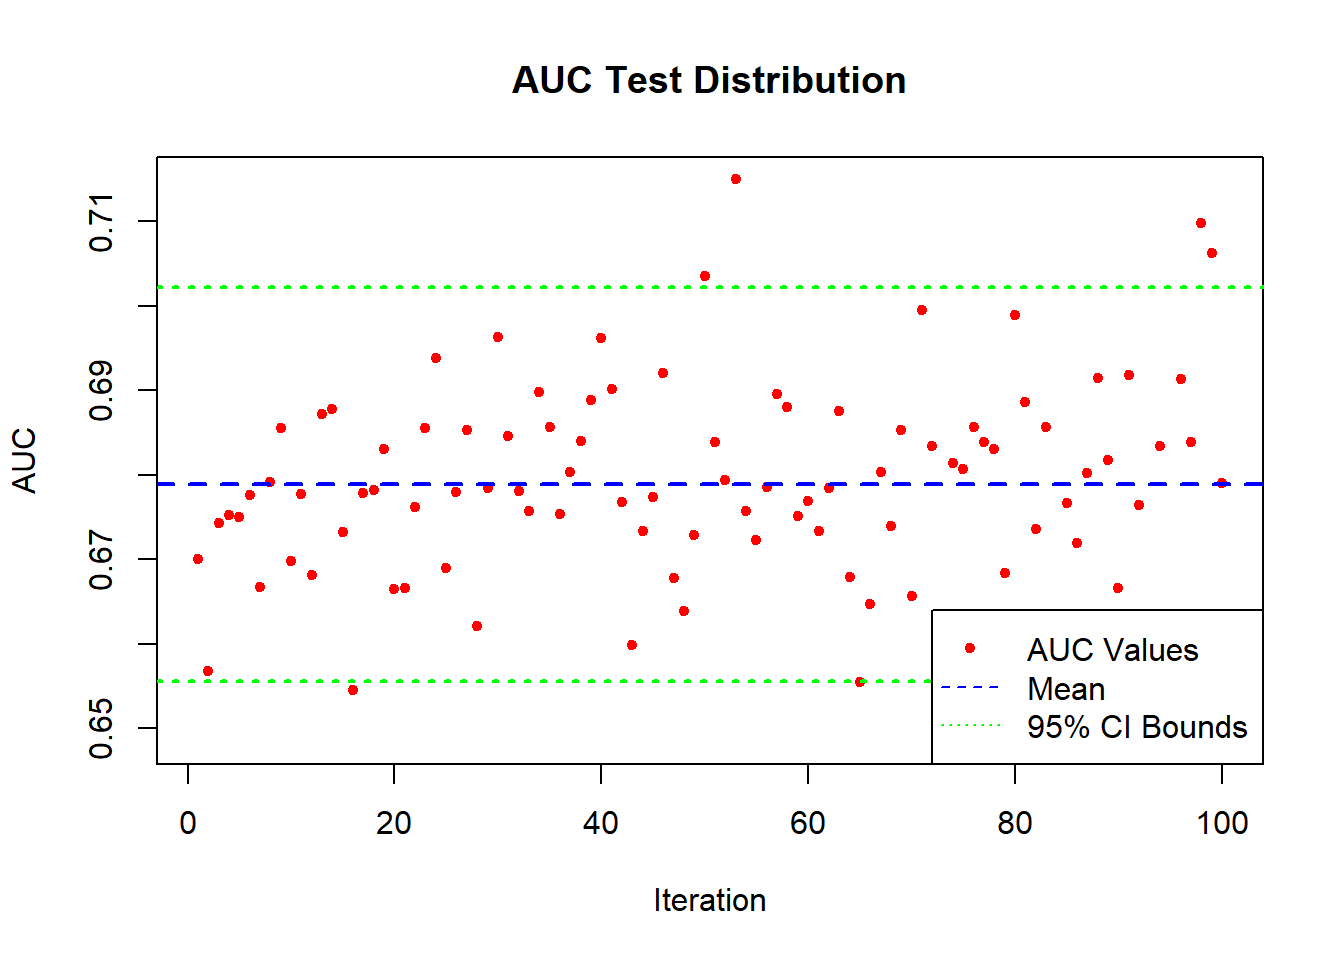 AUC Test Distribution
AUC
0.71
0.69
0.67
0.65
AUC Values
Mean
95% CI Bounds
0 20 40 60 80 100
Iteration